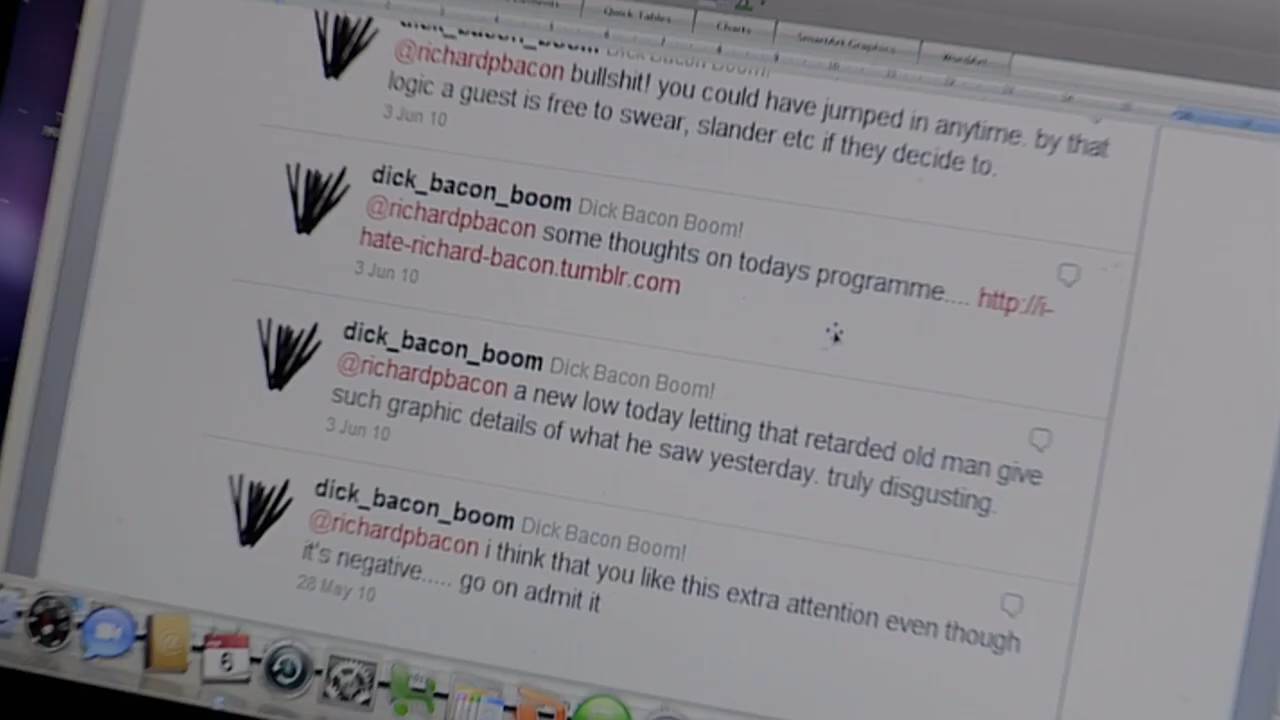 Quick Tables Charts SmartArt Graphics WordArt
dick_bacon_boom Dick Bacon Boom!
@richardpbacon bullshit! you could have jumped in anytime. by that
logic a guest is free to swear, slander etc if they decide to.
3 Jun 10
dick_bacon_boom Dick Bacon Boom!
@richardpbacon some thoughts on todays programme.... http://i-
hate-richard-bacon.tumblr.com
3 Jun 10
dick_bacon_boom Dick Bacon Boom!
@richardpbacon a new low today letting that retarded old man give
such graphic details of what he saw yesterday. truly disgusting.
3 Jun 10
dick_bacon_boom Dick Bacon Boom!
@richardpbacon i think that you like this extra attention even though
it's negative..... go on admit it
28 May 10
6